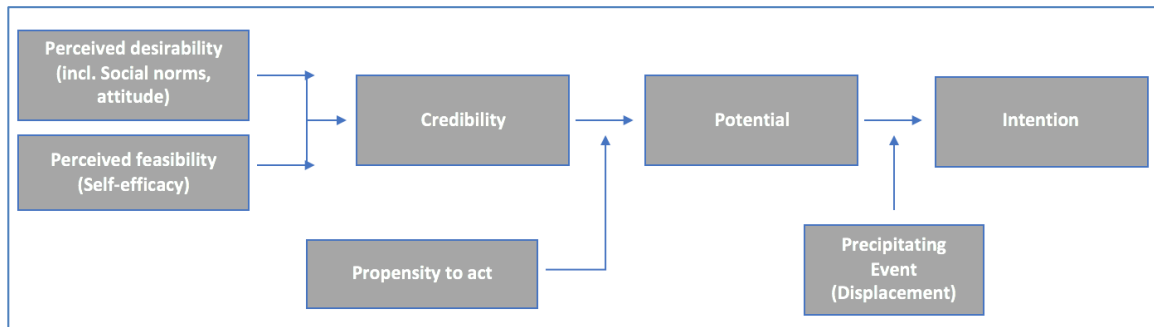 Perceived desirability
(incl. Social norms,
attitude)
Perceived feasibility
(Self-efficacy)
Credibility
Potential
Intention
Propensity to act
Precipitating
Event
(Displacement)